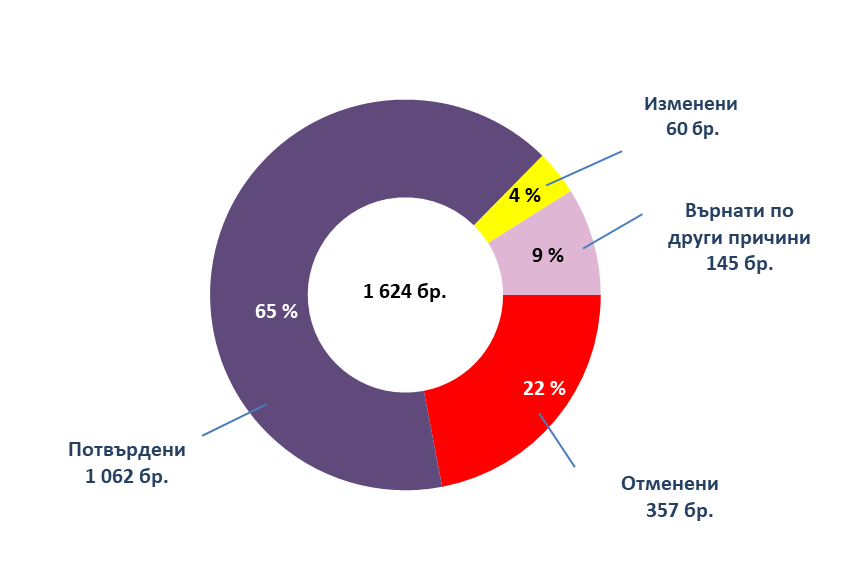 Изменени
60 бр.
4 %
Върнати по
други причини
145 бр.
9 %
1 624 бр.
65 %
22 %
Потвърдени
1 062 бр.
Отменени
357 бр.